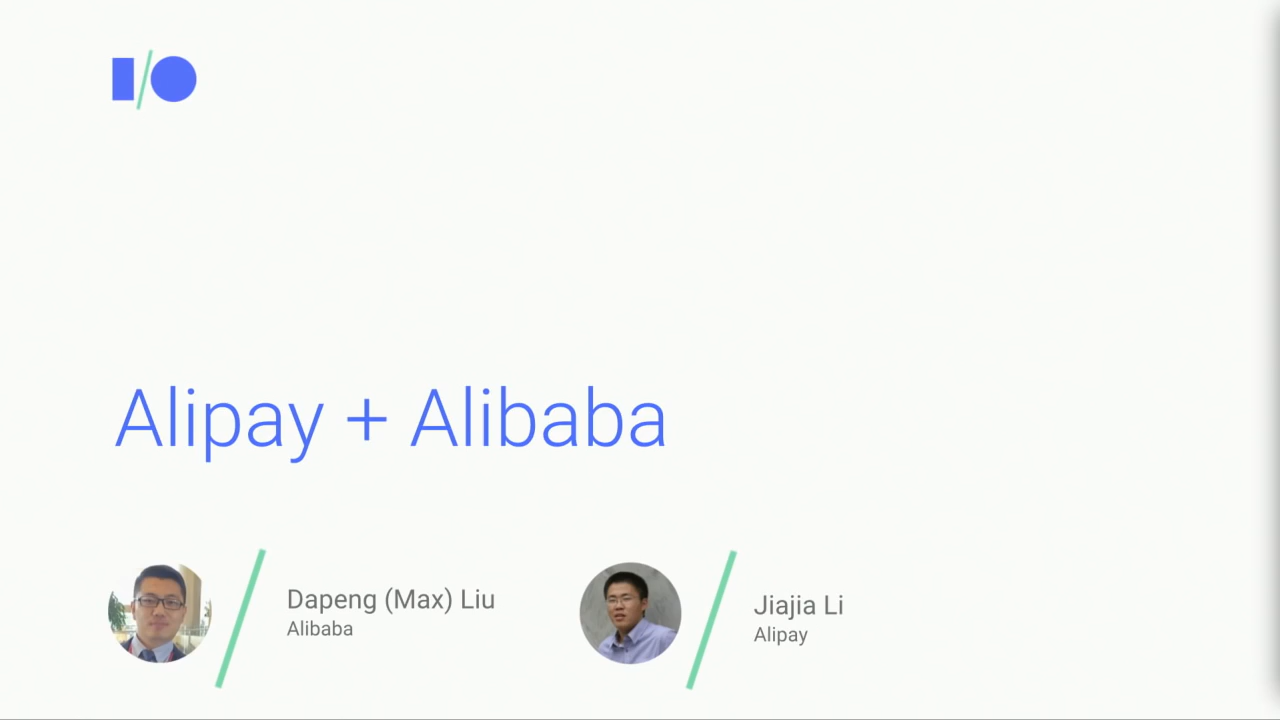 I/O
Alipay + Alibaba
Dapeng (Max) Liu
Alibaba
Jiajia Li
Alipay